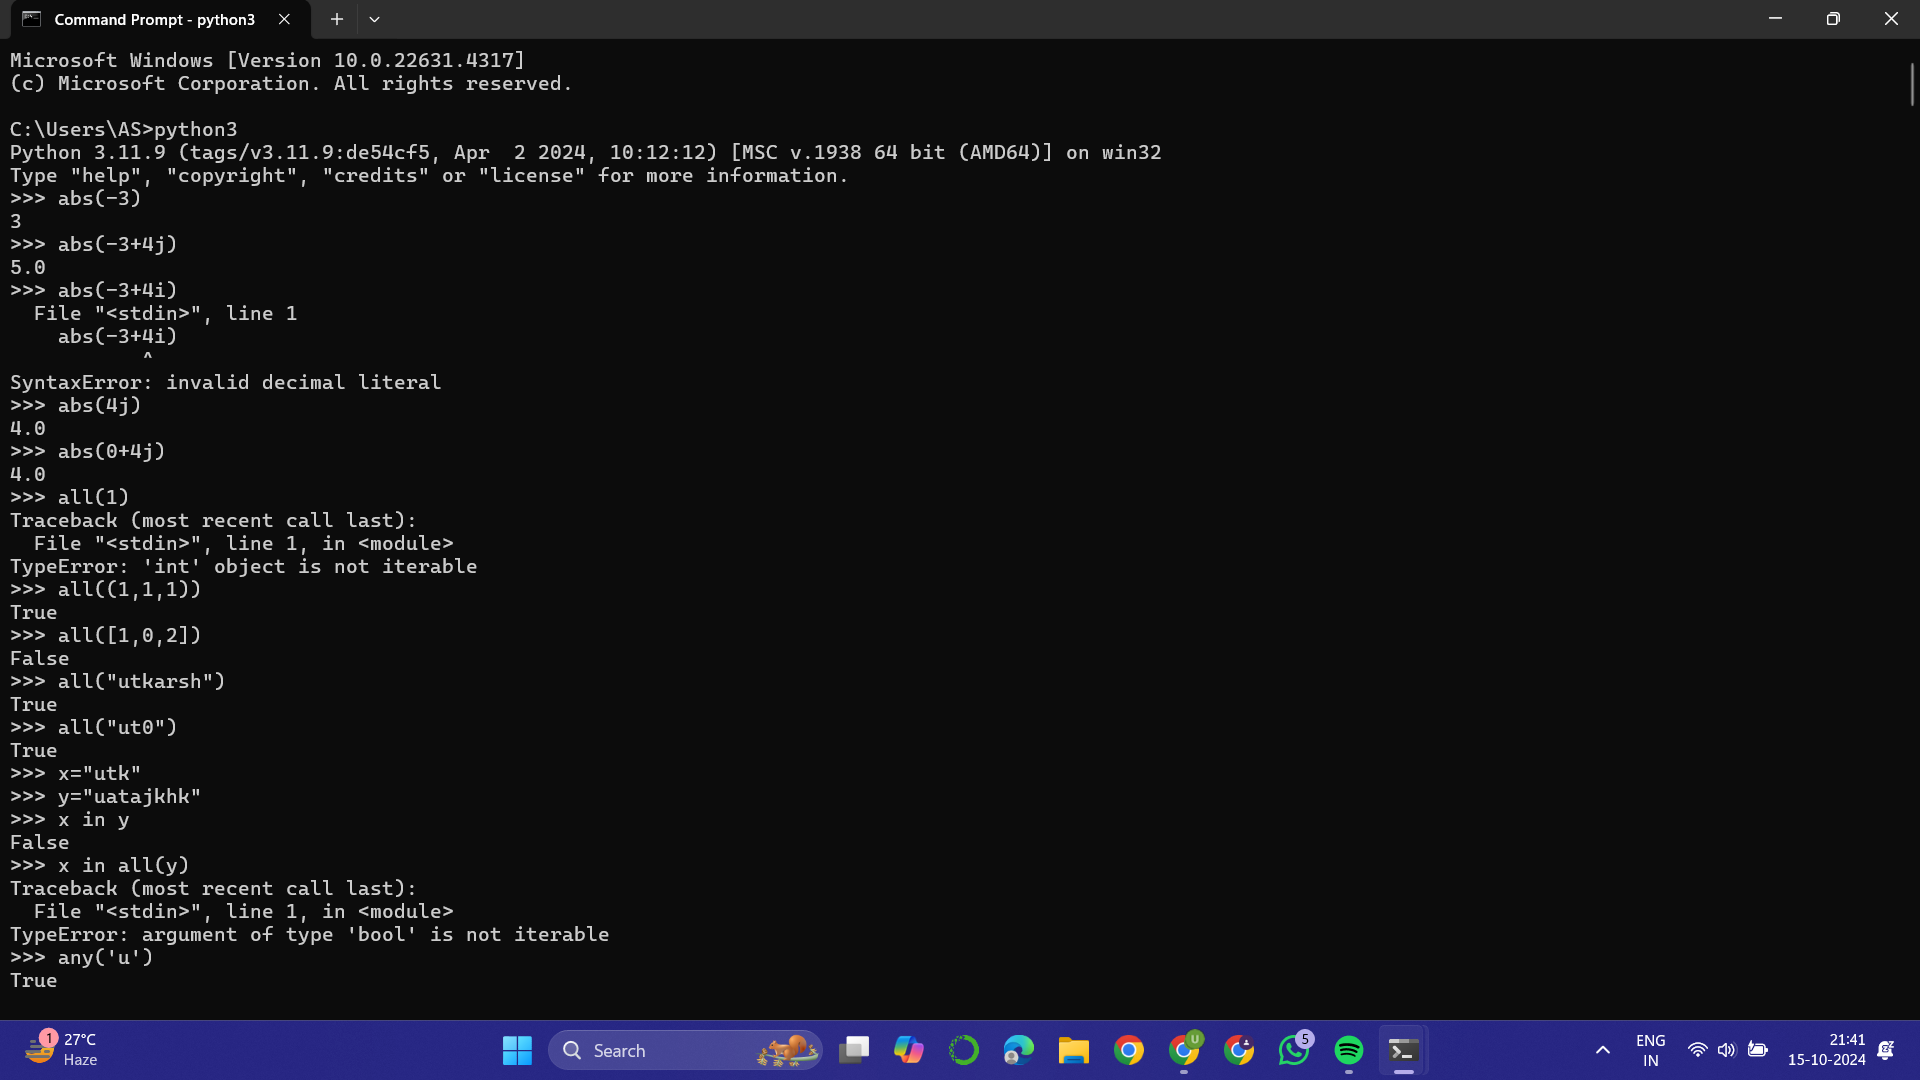 Command Prompt - python3
Microsoft Windows [Version 10.0.22631.4317]
(c) Microsoft Corporation. All rights reserved.
C:\Users\AS>python3
Python 3.11.9 (tags/v3.11.9:de54cf5, Apr  2 2024, 10:12:12) [MSC v.1938 64 bit (AMD64)] on win32
Type "help", "copyright", "credits" or "license" for more information.
>>> abs(-3)
3
>>> abs(-3+4j)
5.0
>>> abs(-3+4i)
  File "<stdin>", line 1
    abs(-3+4i)
           ^
SyntaxError: invalid decimal literal
>>> abs(4j)
4.0
>>> abs(0+4j)
4.0
>>> all(1)
Traceback (most recent call last):
  File "<stdin>", line 1, in <module>
TypeError: 'int' object is not iterable
>>> all((1,1,1))
True
>>> all([1,0,2])
False
>>> all("utkarsh")
True
>>> all("ut0")
True
>>> x="utk"
>>> y="uatajkhk"
>>> x in y
False
>>> x in all(y)
Traceback (most recent call last):
  File "<stdin>", line 1, in <module>
TypeError: argument of type 'bool' is not iterable
>>> any('u')
True
1
27°C
Haze
Search
U
5
ENG
IN
21:41
15-10-2024